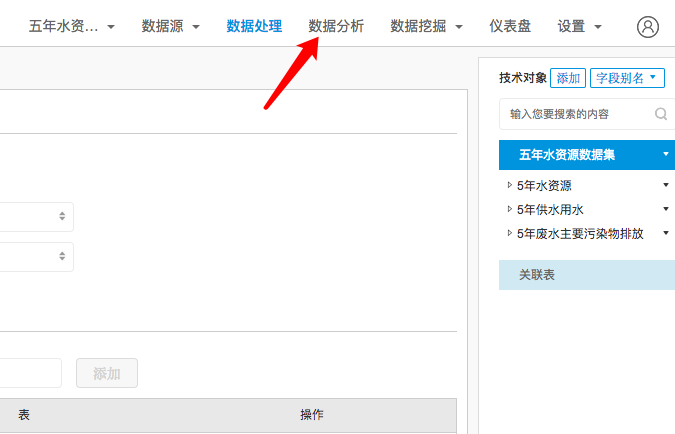 五年水资... 数据源 数据处理 数据分析 数据挖掘 仪表盘 设置
技术对象 添加 字段别名
输入您要搜索的内容
五年水资源数据集
5年水资源
5年供水用水
5年废水主要污染物排放
关联表
添加
表 操作